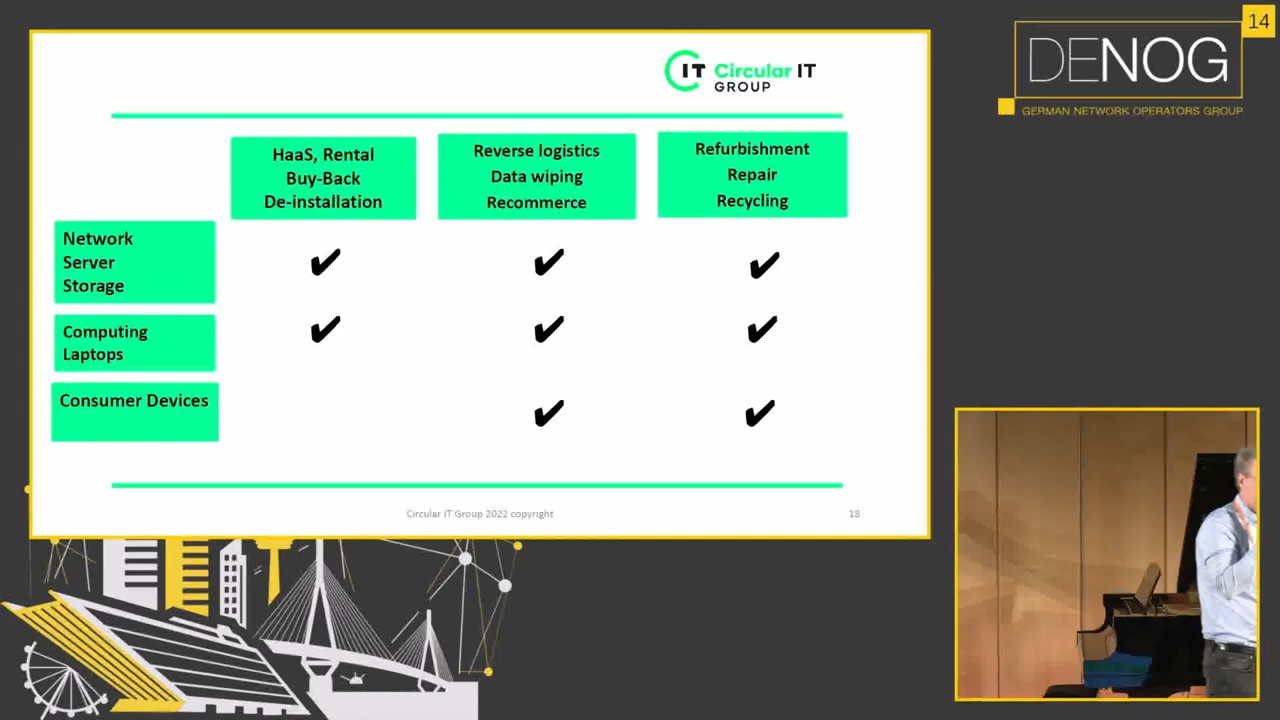 14
DENOG
GERMAN NETWORK OPERATORS GROUP
IT Circular IT
GROUP
HaaS, Rental
Buy-Back
De-installation
Reverse logistics
Data wiping
Recommerce
Refurbishment
Repair
Recycling
Network
Server
Storage
✔ ✔ ✔
Computing
Laptops
✔ ✔ ✔
Consumer Devices
✔ ✔
Circular IT Group 2022 copyright
18